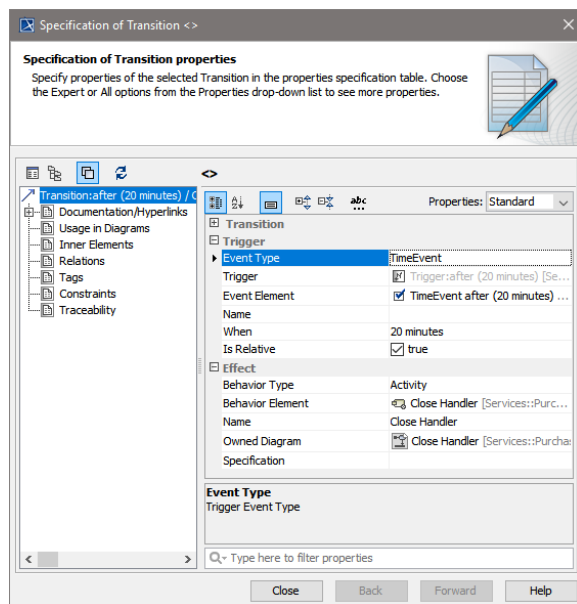 Specification of Transition <>
Specification of Transition properties
Specify properties of the selected Transition in the properties specification table. Choose
the Expert or All options from the Properties drop-down list to see more properties.
<>
Transition:after (20 minutes) / C
Documentation/Hyperlinks
Usage in Diagrams
Inner Elements
Relations
Tags
Constraints
Traceability
Properties: Standard
Transition
Trigger
Event Type TimeEvent
Trigger Trigger:after (20 minutes) [Se...
Event Element TimeEvent after (20 minutes) ...
Name
When 20 minutes
Is Relative true
Effect
Behavior Type Activity
Behavior Element Close Handler [Services::Purc...
Name Close Handler
Owned Diagram Close Handler [Services::Purcha
Specification
Event Type
Trigger Event Type
Type here to filter properties
Close Back Forward Help